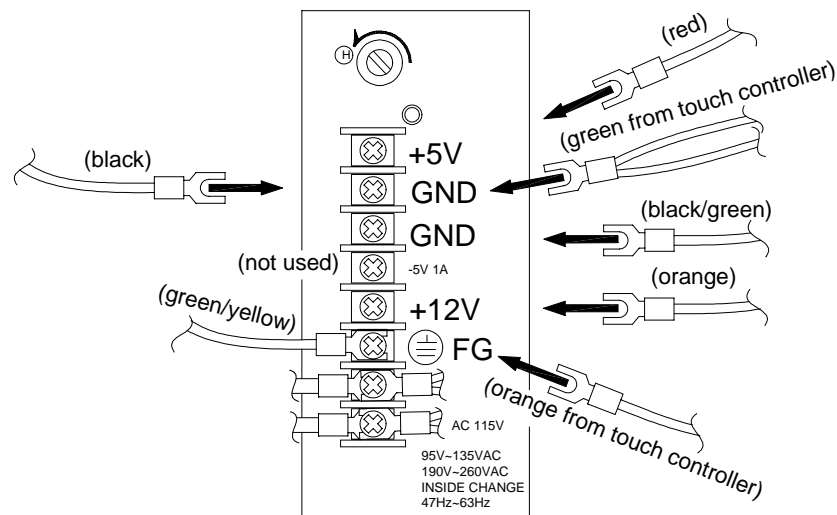 H
(red)
(green from touch controller)
(black)
+5V
GND
(black/green)
GND
(not used)
-5V 1A
(orange)
(green/yellow)
+12V
FG
(orange from touch controller)
AC 115V
95V~135VAC
190V~260VAC
INSIDE CHANGE
47Hz~63Hz